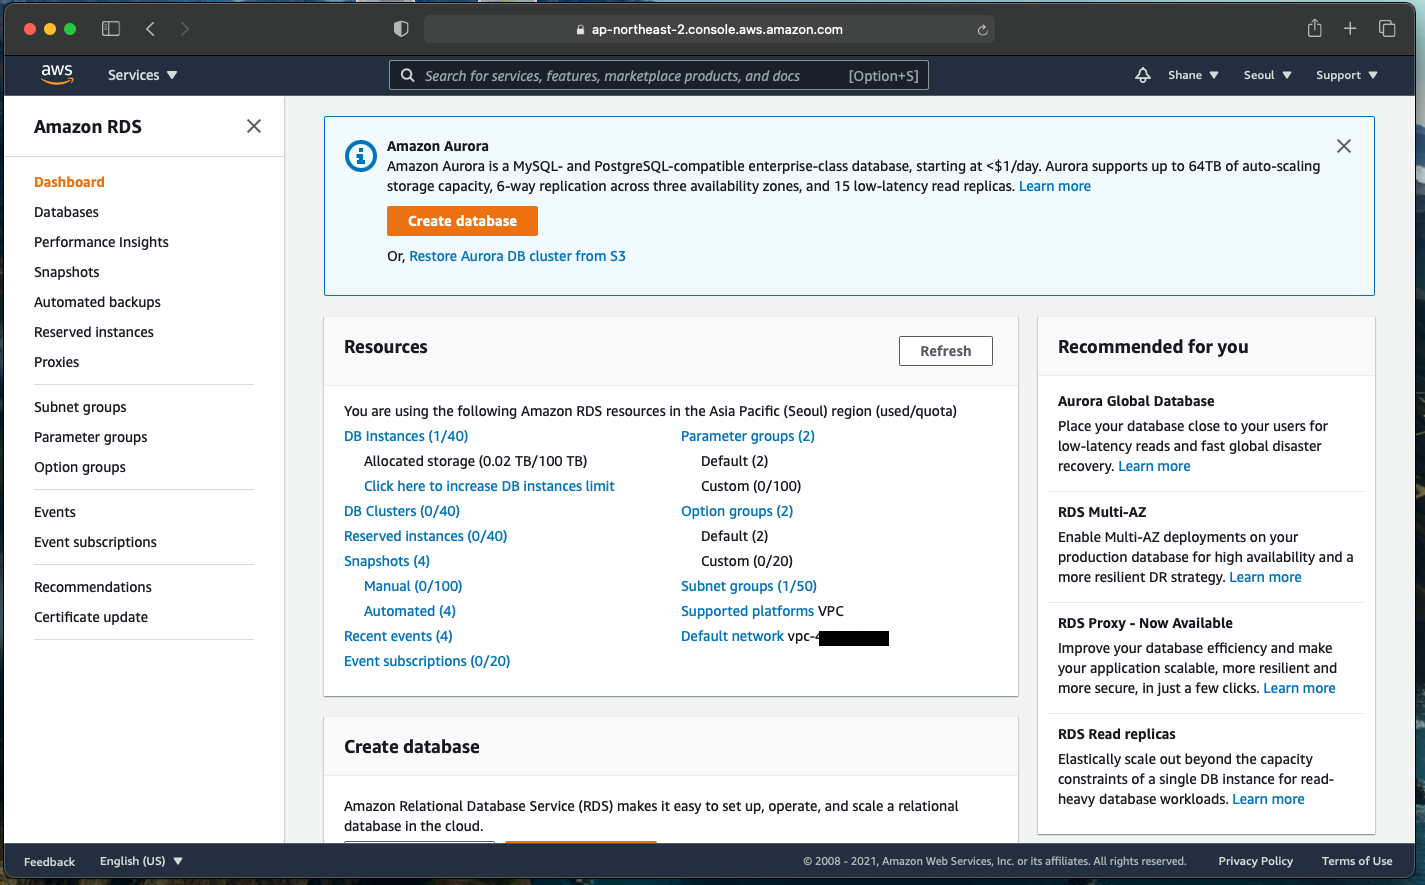 ap-northeast-2.console.aws.amazon.com
aws
Services
Search for services, features, marketplace products, and docs
[Option+S]
Shane
Seoul
Support
Amazon RDS
Dashboard
Databases
Performance Insights
Snapshots
Automated backups
Reserved instances
Proxies
Subnet groups
Parameter groups
Option groups
Events
Event subscriptions
Recommendations
Certificate update
Amazon Aurora
Amazon Aurora is a MySQL- and PostgreSQL-compatible enterprise-class database, starting at <$1/day. Aurora supports up to 64TB of auto-scaling
storage capacity, 6-way replication across three availability zones, and 15 low-latency read replicas. Learn more
Create database
Or, Restore Aurora DB cluster from S3
Resources
Refresh
You are using the following Amazon RDS resources in the Asia Pacific (Seoul) region (used/quota)
DB Instances (1/40)
Allocated storage (0.02 TB/100 TB)
Click here to increase DB instances limit
DB Clusters (0/40)
Reserved instances (0/40)
Snapshots (4)
Manual (0/100)
Automated (4)
Recent events (4)
Event subscriptions (0/20)
Parameter groups (2)
Default (2)
Custom (0/100)
Option groups (2)
Default (2)
Custom (0/20)
Subnet groups (1/50)
Supported platforms VPC
Default network vpc-4
Create database
Amazon Relational Database Service (RDS) makes it easy to set up, operate, and scale a relational
database in the cloud.
Recommended for you
Aurora Global Database
Place your database close to your users for
low-latency reads and fast global disaster
recovery. Learn more
RDS Multi-AZ
Enable Multi-AZ deployments on your
production database for high availability and a
more resilient DR strategy. Learn more
RDS Proxy - Now Available
Improve your database efficiency and make
your application scalable, more resilient and
more secure, in just a few clicks. Learn more
RDS Read replicas
Elastically scale out beyond the capacity
constraints of a single DB instance for read-
heavy database workloads. Learn more
Feedback
English (US)
© 2008 - 2021, Amazon Web Services, Inc. or its affiliates. All rights reserved.
Privacy Policy
Terms of Use